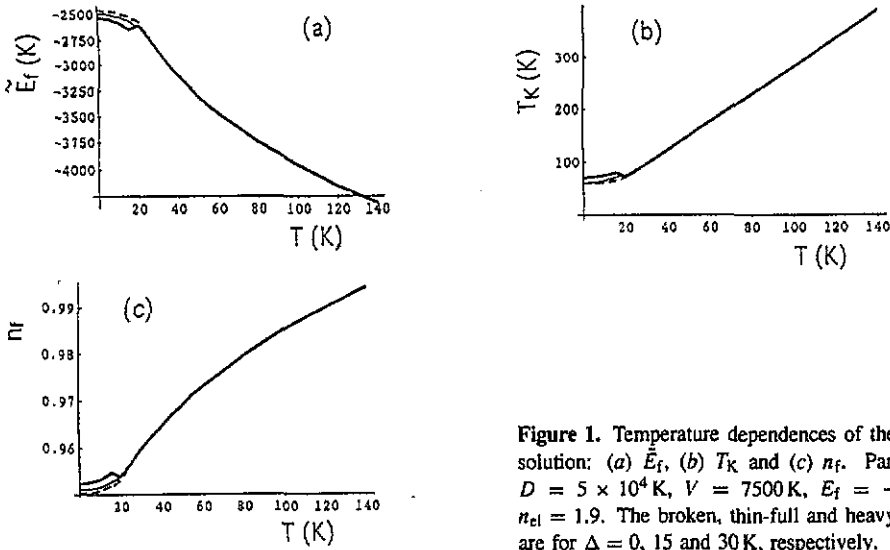 (a)
Ẽf (K)
-2500
-2750
-3000
-3250
-3500
-3750
-4000
20 40 60 80 100 120 140
T (K)
(b)
TK (K)
300
200
100
20 40 60 80 100 120 140
T (K)
(c)
nf
0.99
0.98
0.97
0.96
20 40 60 80 100 120 140
T (K)
Figure 1. Temperature dependences of the
solution: (a) Ẽf, (b) TK and (c) nf. Par
D = 5 × 10⁴ K, V = 7500 K, Ef = -
nel = 1.9. The broken, thin-full and heavy
are for Δ = 0, 15 and 30 K, respectively.